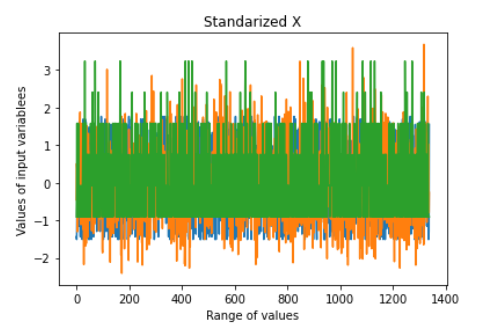 Standarized X
Values of input variablees
3
2
1
0
−1
−2
0 200 400 600 800 1000 1200 1400
Range of values